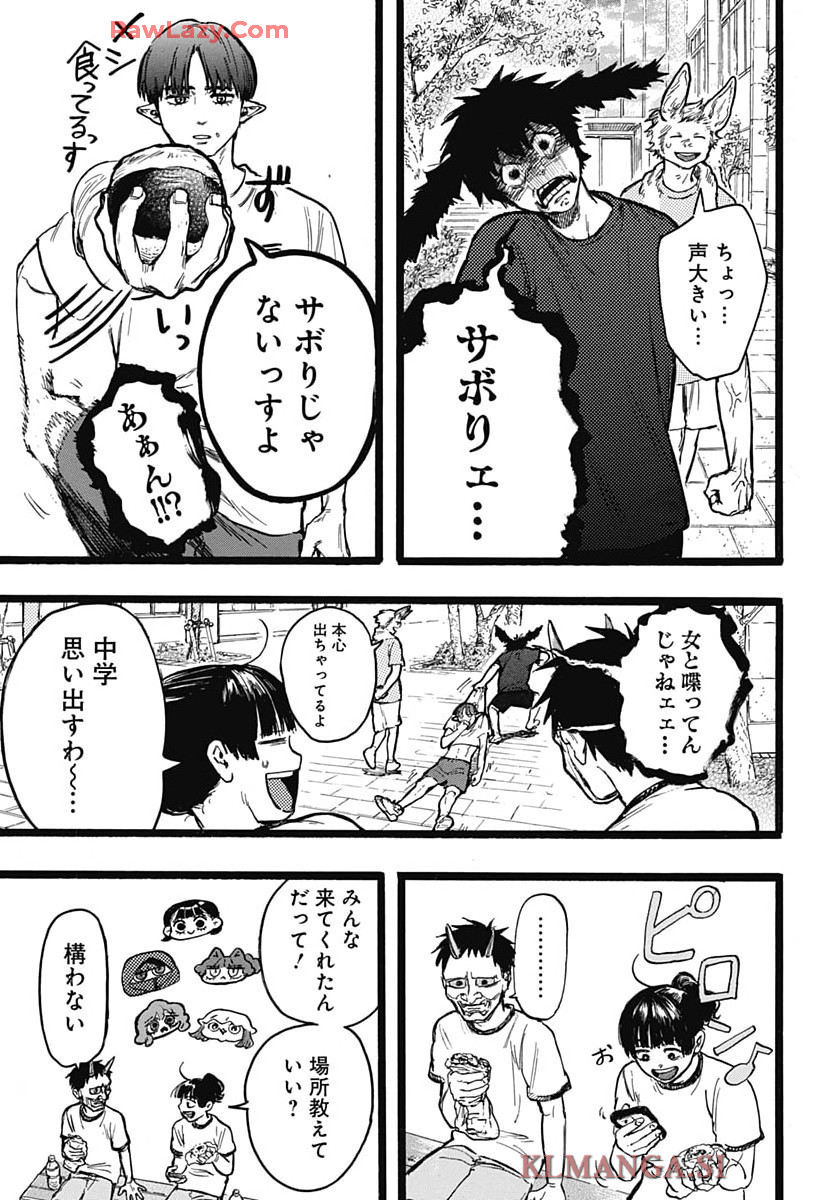 RawLazy.Com
ちょっ…
声大きい…
サボりェ…
サボりじゃ
ないっすよ
シ
食ってるっす
ずいっ
あぁん!!?
女と喋ってん
じゃねェェ…
本心
出ちゃってるよ
中学
思い出すわ〜…
ピロン♪
お
………
みんな
来てくれたん
だって！
場所教えて
いい？
構わない
KLMANGA.SI